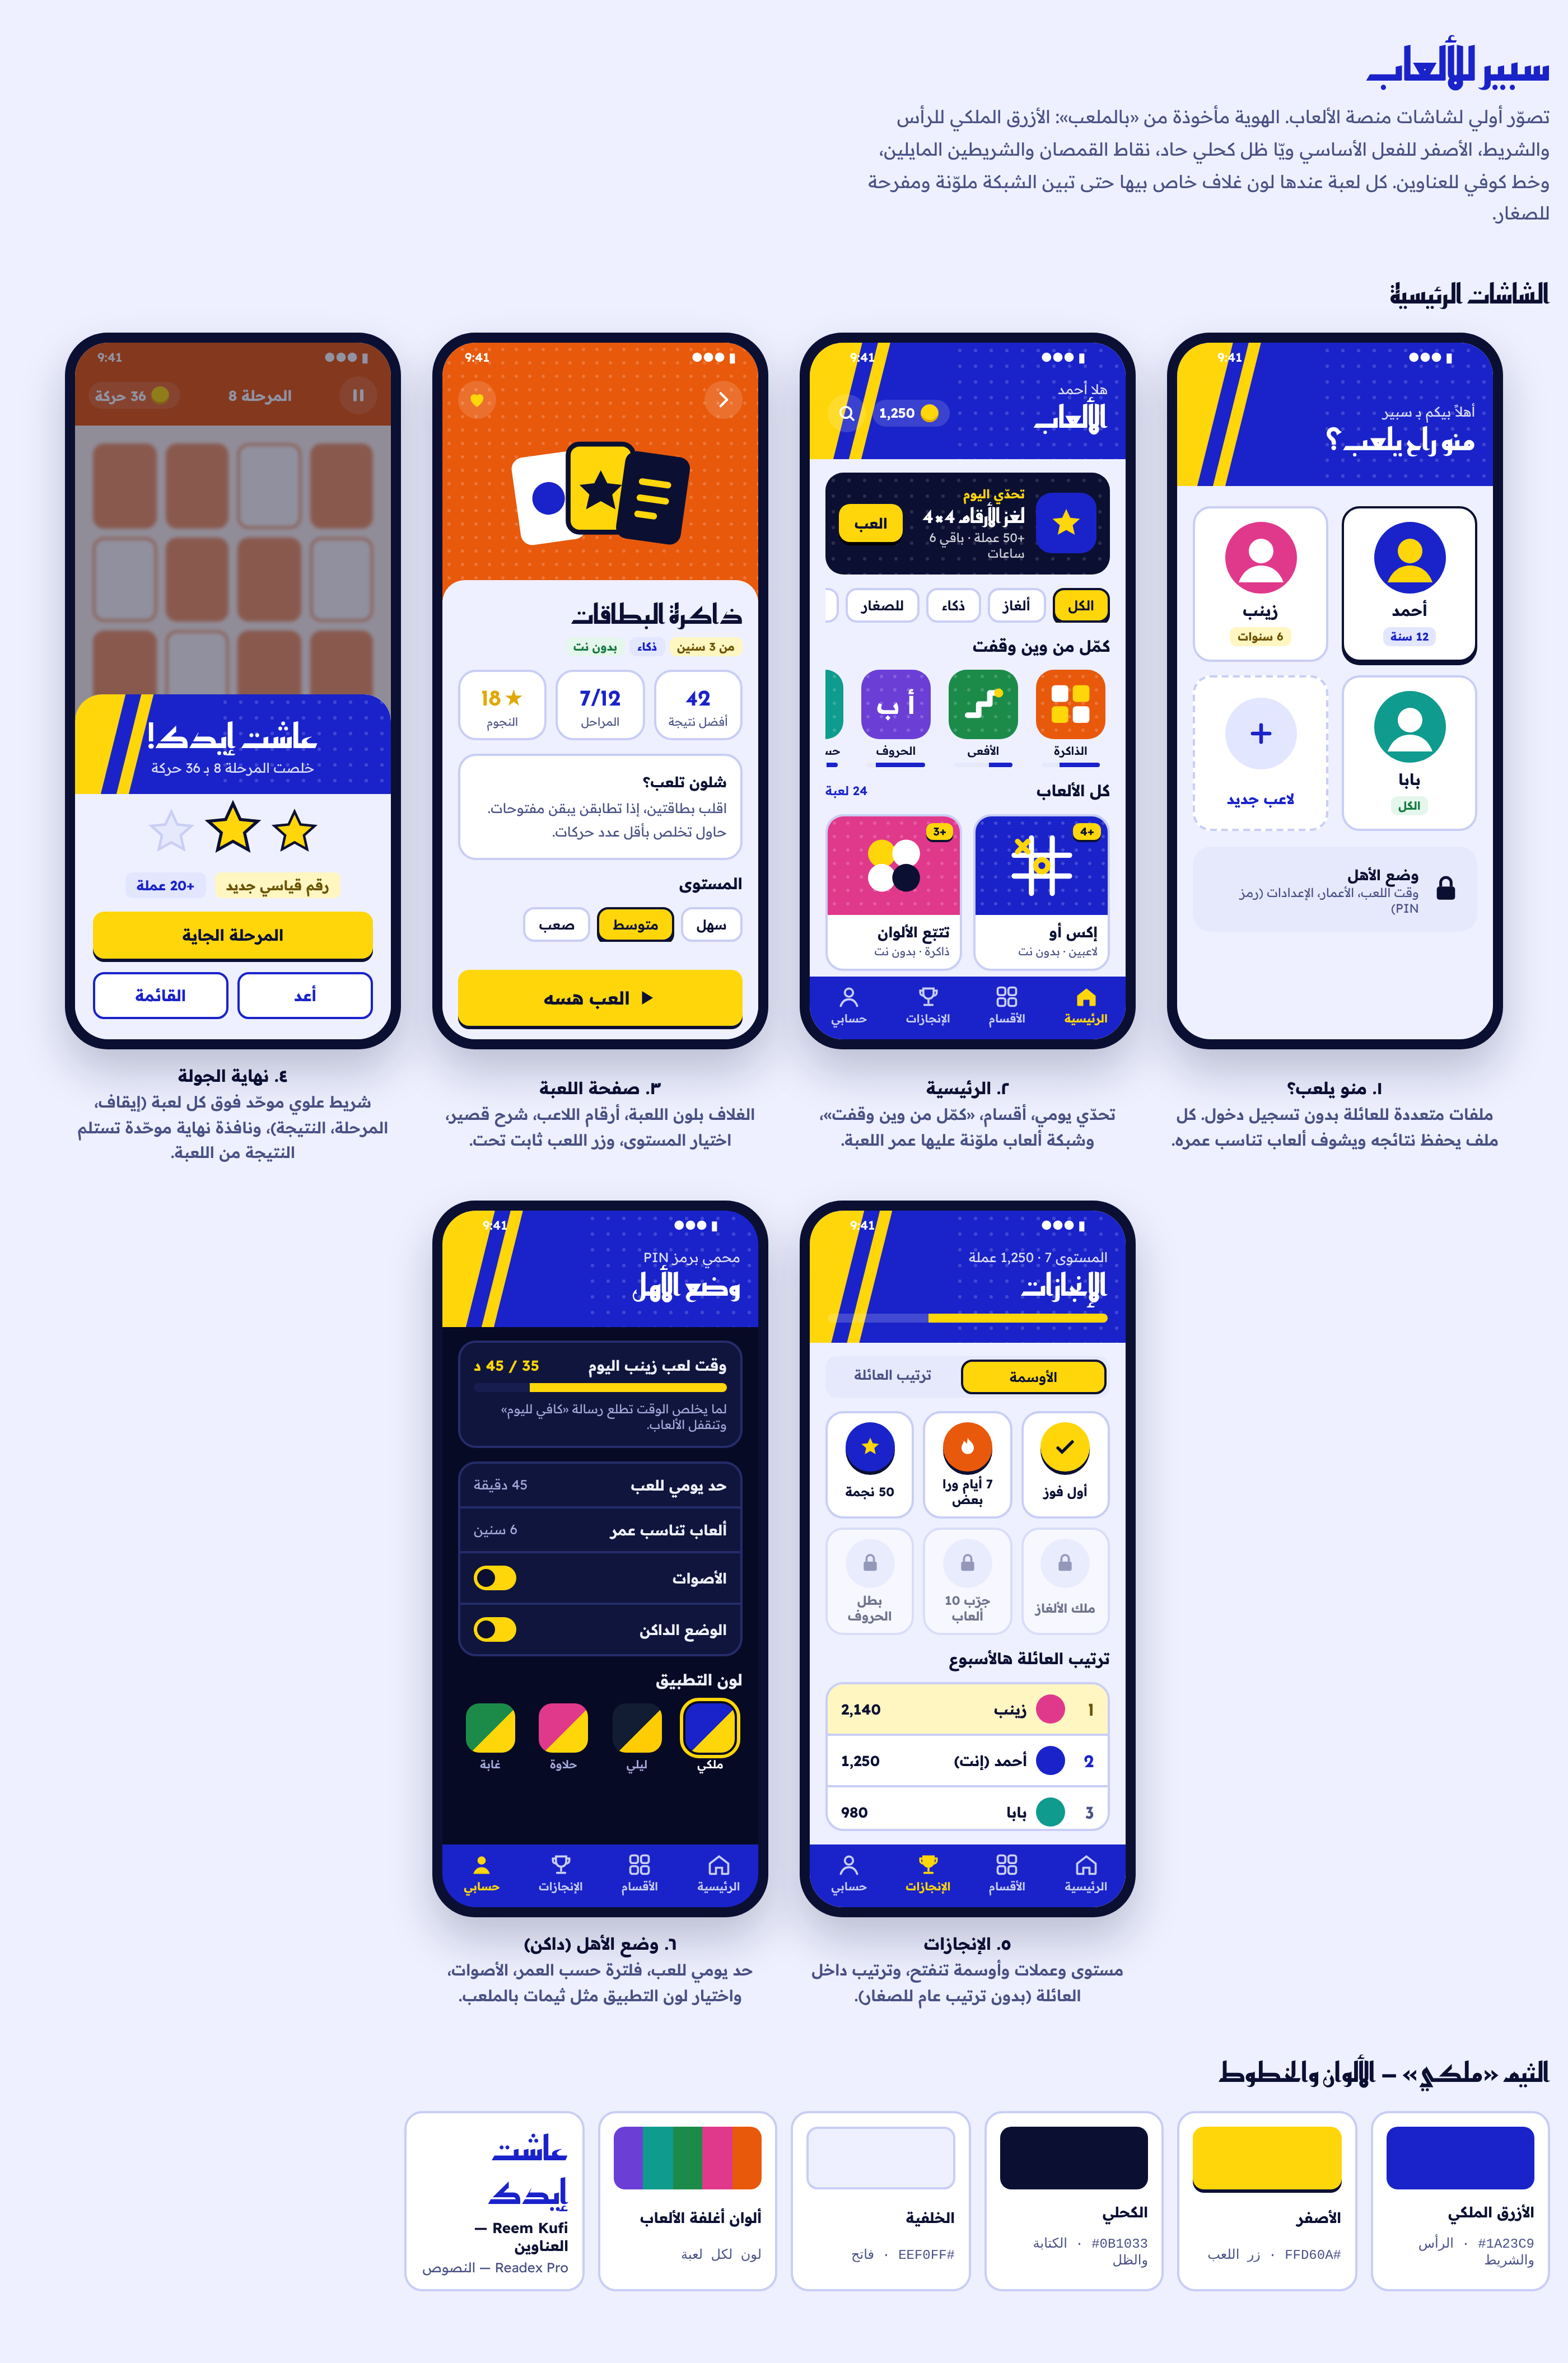 سبير للألعاب
تصوّر أولي لشاشات منصة الألعاب. الهوية مأخوذة من «بالملعب»: الأزرق الملكي للرأس
والشريط، الأصفر للفعل الأساسي ويّا ظل كحلي حاد، نقاط القمصان والشريطين المايلين،
وخط كوفي للعناوين. كل لعبة عندها لون غلاف خاص بيها حتى تبين الشبكة ملوّنة ومفرحة
للصغار.
الشاشات الرئيسية
9:41
أهلاً بيكم بـ سبير
منو راح يلعب؟
أحمد
12 سنة
زينب
6 سنوات
بابا
الكل
+
لاعب جديد
وضع الأهل
وقت اللعب، الأعمار، الإعدادات (رمز
PIN)
١. منو يلعب؟
ملفات متعددة للعائلة بدون تسجيل دخول. كل
ملف يحفظ نتائجه ويشوف ألعاب تناسب عمره.
9:41
هلا أحمد
الألعاب
1,250
تحدّي اليوم
لغز الأرقام 4×4
+50 عملة · باقي 6
ساعات
العب
الكل
ألغاز
ذكاء
للصغار
كمّل من وين وقفت
أ ب
الذاكرة
الأفعى
الحروف
حس
كل الألعاب
24 لعبة
+4
+3
إكس أو
لاعبين · بدون نت
تتبّع الألوان
ذاكرة · بدون نت
الرئيسية
الأقسام
الإنجازات
حسابي
٢. الرئيسية
تحدّي يومي، أقسام، «كمّل من وين وقفت»،
وشبكة ألعاب ملوّنة عليها عمر اللعبة.
9:41
ذاكرة البطاقات
من 3 سنين
ذكاء
بدون نت
42
أفضل نتيجة
7/12
المراحل
★ 18
النجوم
شلون تلعب؟
اقلب بطاقتين، إذا تطابقن يبقن مفتوحات.
حاول تخلص بأقل عدد حركات.
المستوى
سهل
متوسط
صعب
العب هسه
٣. صفحة اللعبة
الغلاف بلون اللعبة، أرقام اللاعب، شرح قصير،
اختيار المستوى، وزر اللعب ثابت تحت.
9:41
المرحلة 8
36 حركة
عاشت إيدك!
خلصت المرحلة 8 بـ 36 حركة
رقم قياسي جديد
+20 عملة
المرحلة الجاية
أعد
القائمة
٤. نهاية الجولة
شريط علوي موحّد فوق كل لعبة (إيقاف،
المرحلة، النتيجة)، ونافذة نهاية موحّدة تستلم
النتيجة من اللعبة.
9:41
المستوى 7 · 1,250 عملة
الإنجازات
الأوسمة
ترتيب العائلة
أول فوز
7 أيام ورا
بعض
50 نجمة
ملك الألغاز
جرّب 10
ألعاب
بطل
الحروف
ترتيب العائلة هالأسبوع
1 زينب 2,140
2 أحمد (إنت) 1,250
3 بابا 980
الرئيسية
الأقسام
الإنجازات
حسابي
٥. الإنجازات
مستوى وعملات وأوسمة تنفتح، وترتيب داخل
العائلة (بدون ترتيب عام للصغار).
9:41
محمي برمز PIN
وضع الأهل
وقت لعب زينب اليوم
35 / 45 د
لما يخلص الوقت تطلع رسالة «كافي لليوم»
وتنقفل الألعاب.
حد يومي للعب
45 دقيقة
ألعاب تناسب عمر
6 سنين
الأصوات
الوضع الداكن
لون التطبيق
ملكي
ليلي
حلاوة
غابة
الرئيسية
الأقسام
الإنجازات
حسابي
٦. وضع الأهل (داكن)
حد يومي للعب، فلترة حسب العمر، الأصوات،
واختيار لون التطبيق مثل ثيمات بالملعب.
الثيم «ملكي» — الألوان والخطوط
الأزرق الملكي
#1A23C9 · الرأس
والشريط
الأصفر
#FFD60A · زر اللعب
الكحلي
#0B1033 · الكتابة
والظل
الخلفية
#EEF0FF · فاتح
ألوان أغلفة الألعاب
لون لكل لعبة
عاشت
إيدك
Reem Kufi —
العناوين
Readex Pro — النصوص